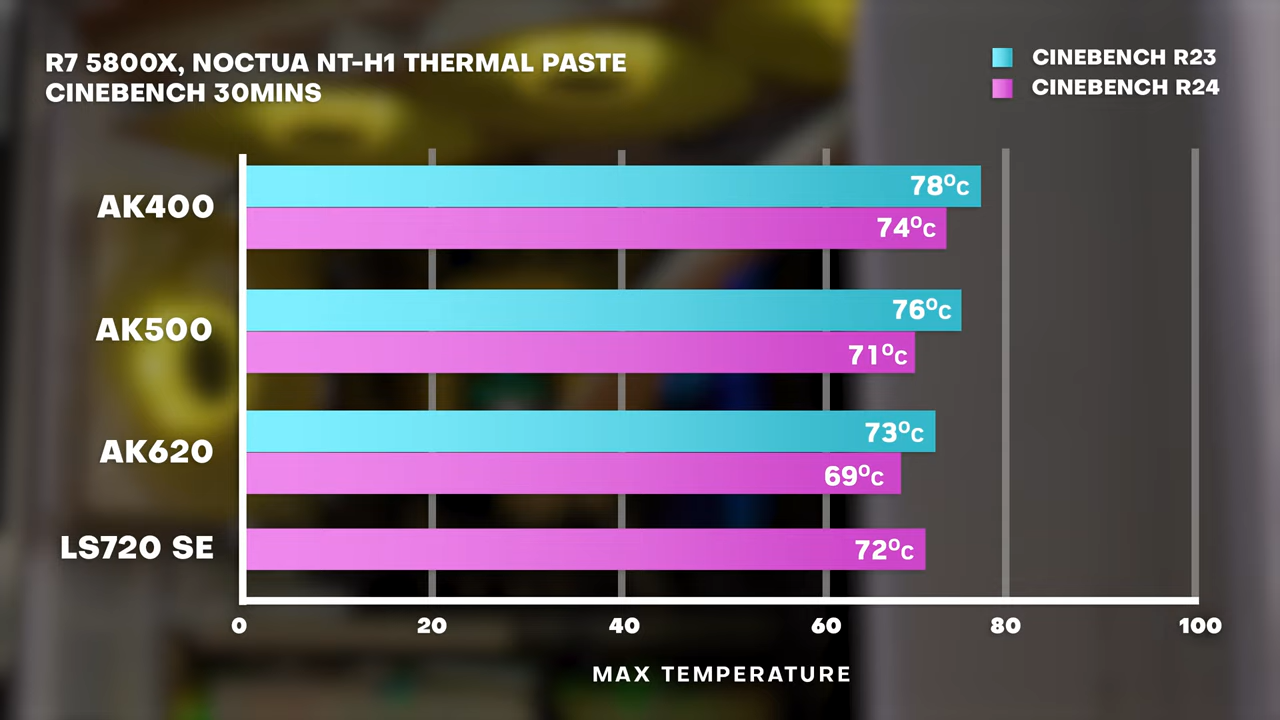 R7 5800X, NOCTUA NT-H1 THERMAL PASTE
CINEBENCH 30MINS
CINEBENCH R23
CINEBENCH R24
AK400
78°C
74°C
AK500
76°C
71°C
AK620
73°C
69°C
LS720 SE
72°C
0 20 40 60 80 100
MAX TEMPERATURE